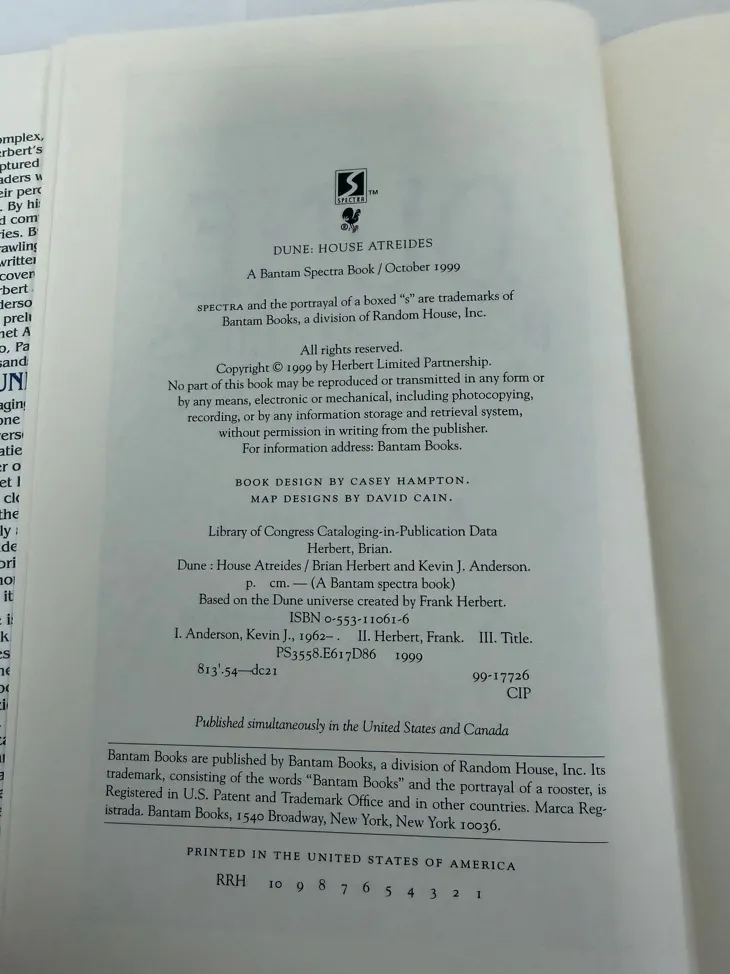 SPECTRA
TM
®
DUNE: HOUSE ATREIDES
A Bantam Spectra Book / October 1999
SPECTRA and the portrayal of a boxed “s” are trademarks of
Bantam Books, a division of Random House, Inc.
All rights reserved.
Copyright © 1999 by Herbert Limited Partnership.
No part of this book may be reproduced or transmitted in any form or
by any means, electronic or mechanical, including photocopying,
recording, or by any information storage and retrieval system,
without permission in writing from the publisher.
For information address: Bantam Books.
BOOK DESIGN BY CASEY HAMPTON.
MAP DESIGNS BY DAVID CAIN.
Library of Congress Cataloging-in-Publication Data
Herbert, Brian.
Dune : House Atreides / Brian Herbert and Kevin J. Anderson.
p. cm. — (A Bantam spectra book)
Based on the Dune universe created by Frank Herbert.
ISBN 0-553-11061-6
I. Anderson, Kevin J., 1962– . II. Herbert, Frank. III. Title.
PS3558.E617D86 1999
813'.54—dc21 99-17726
CIP
Published simultaneously in the United States and Canada
Bantam Books are published by Bantam Books, a division of Random House, Inc. Its
trademark, consisting of the words “Bantam Books” and the portrayal of a rooster, is
Registered in U.S. Patent and Trademark Office and in other countries. Marca Reg-
istrada. Bantam Books, 1540 Broadway, New York, New York 10036.
PRINTED IN THE UNITED STATES OF AMERICA
RRH 10 9 8 7 6 5 4 3 2 1